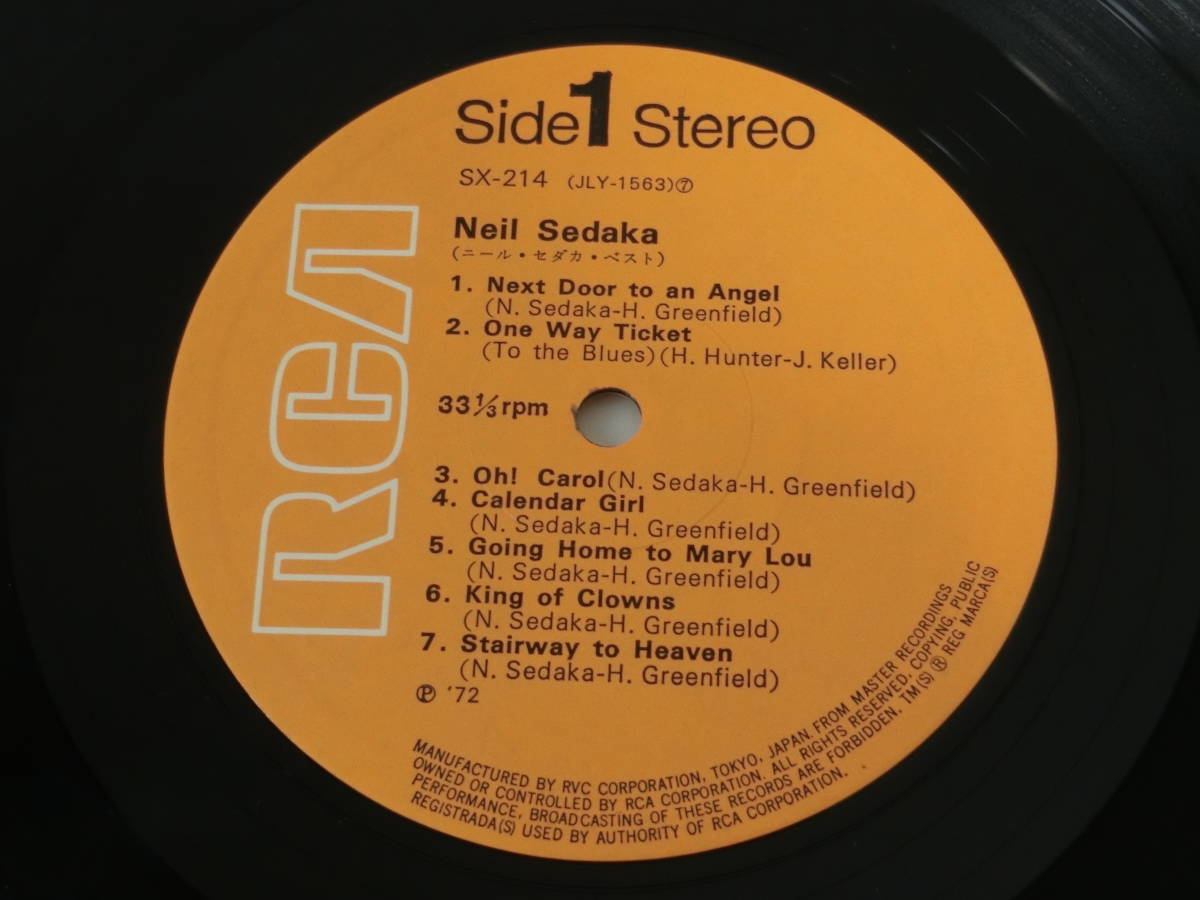 Side 1 Stereo
SX-214 (JLY-1563)⑦
RCA
Neil Sedaka
(ニール・セダカ・ベスト)
1. Next Door to an Angel
(N. Sedaka-H. Greenfield)
2. One Way Ticket
(To the Blues)(H. Hunter-J. Keller)
33 1/3 rpm
3. Oh! Carol(N. Sedaka-H. Greenfield)
4. Calendar Girl
(N. Sedaka-H. Greenfield)
5. Going Home to Mary Lou
(N. Sedaka-H. Greenfield)
6. King of Clowns
(N. Sedaka-H. Greenfield)
7. Stairway to Heaven
(N. Sedaka-H. Greenfield)
℗ '72
MANUFACTURED BY RVC CORPORATION, TOKYO, JAPAN FROM MASTER RECORDINGS
OWNED OR CONTROLLED BY RCA CORPORATION. ALL RIGHTS RESERVED. COPYING, PUBLIC
PERFORMANCE, BROADCASTING OF THESE RECORDS ARE FORBIDDEN. TM(S) ® REG MARCA(S)
REGISTRADA(S) USED BY AUTHORITY OF RCA CORPORATION.